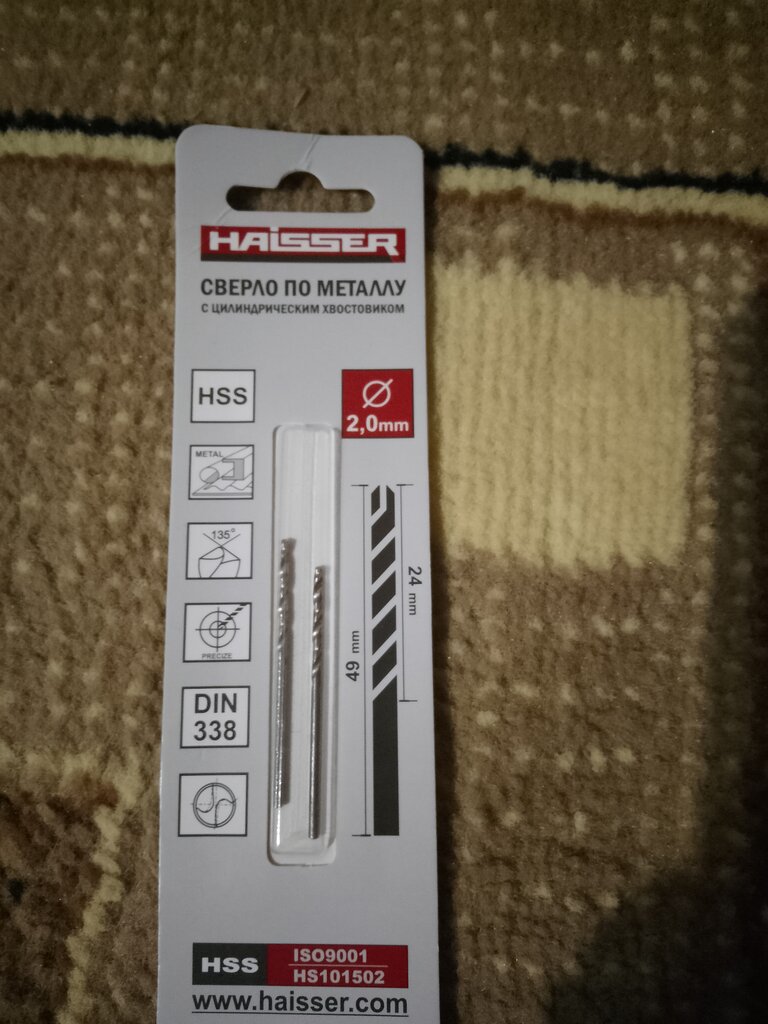 HAISSER
СВЕРЛО ПО МЕТАЛЛУ
С ЦИЛИНДРИЧЕСКИМ ХВОСТОВИКОМ
HSS
2,0mm
METAL
135°
24 mm
49 mm
PRECIZE
DIN
338
HSS
ISO9001
HS101502
www.haisser.com